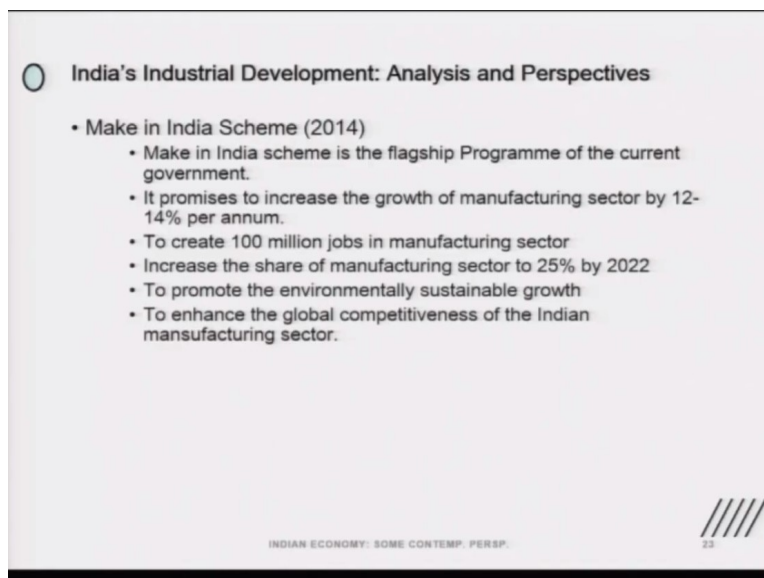 India's Industrial Development: Analysis and Perspectives
• Make in India Scheme (2014)
• Make in India scheme is the flagship Programme of the current
government.
• It promises to increase the growth of manufacturing sector by 12-
14% per annum.
• To create 100 million jobs in manufacturing sector
• Increase the share of manufacturing sector to 25% by 2022
• To promote the environmentally sustainable growth
• To enhance the global competitiveness of the Indian
mansufacturing sector.
INDIAN ECONOMY: SOME CONTEMP. PERSP.
23